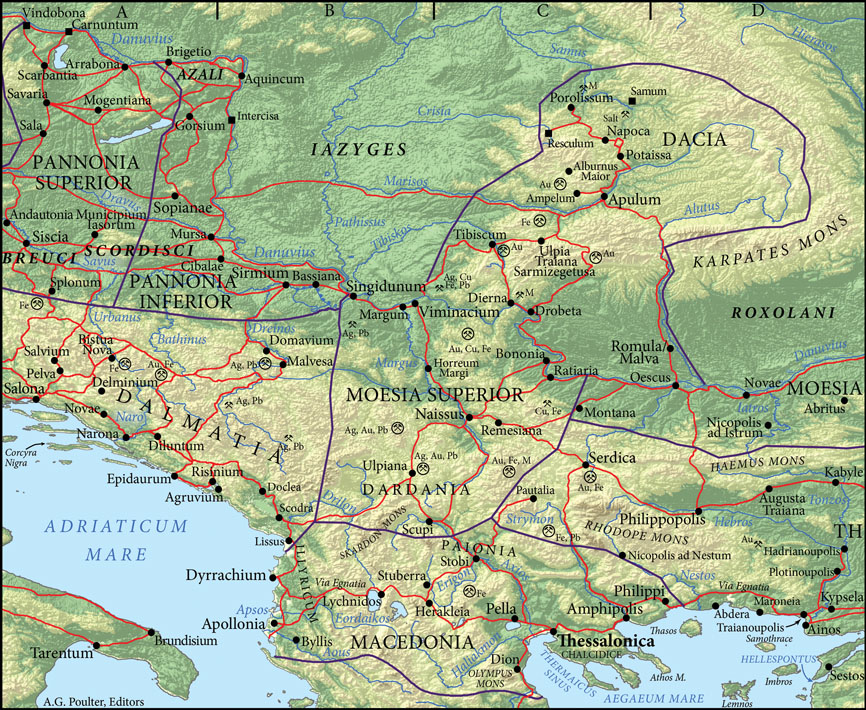 A
B
C
D
Vindobona
Carnuntum
Danuvius
Scarbantia
Arrabona
Brigetio
AZALI
Aquincum
Savaria
Mogentiana
Gorsium
Intercisa
Sala
PANNONIA
SUPERIOR
Dravus
Sopianae
Andautonia
Municipium
Iasorum
Siscia
Mursa
BREUCI
SCORDISCI
Savus
Cibalae
Danuvius
PANNONIA
INFERIOR
Sirmium
Bassiana
Splonum
Fe
IAZYGES
Crisia
Samus
Marisos
Pathissus
Tibiskos
Hierasos
Porolissum
M
Samum
Salt
Napoca
Resculum
DACIA
Potaissa
Alburnus
Maior
Au
Ampelum
Apulum
Alutus
Fe
Tibiscum
Au
Ulpia
Traiana
Sarmizegetusa
Au
KARPATES MONS
ROXOLANI
Singidunum
Ag, Cu
Fe, Pb
Dierna
M
Drobeta
Margum
Viminacium
Ag, Pb
Au, Cu, Fe
Margus
Horreum
Margi
Bononia
Ratiaria
Romula/
Malva
Oescus
Danuvius
Novae
MOESIA
Abritus
Iatrus
Nicopolis
ad Istrum
Montana
Cu, Fe
MOESIA SUPERIOR
Naissus
Remesiana
Ag, Au, Pb
Ag, Au, Pb
Ulpiana
DARDANIA
Au, Fe, M
Serdica
Au, Fe
Pautalia
Strymon
Fe, Pb
HAEMUS MONS
Kabyle
Augusta
Traiana
Tonzos
Philippopolis
Hebros
RHODOPE MONS
TH
Au
Hadrianoupolis
Plotinoupolis
Nicopolis ad Nestum
Nestos
Urbanus
Bathinus
Dreinos
Bistua
Nova
Domavium
Malvesa
Salvium
Fe
Au, Fe
Ag, Pb
Pelva
Delminium
Salona
DALMATIA
Ag, Pb
Novae
Naro
Narona
Diluntum
Ag, Pb
Corcyra
Nigra
Epidaurum
Risinium
Agruvium
Doclea
Scodra
Drilon
Lissus
ADRIATICUM
MARE
SKARDON MONS
Scupi
PAIONIA
Stobi
Axios
ILLYRICUM
Dyrrachium
Via Egnatia
Stuberra
Erigon
Lychnidos
Fe
Apsos
Eordaikos
Herakleia
Apollonia
Byllis
MACEDONIA
Aous
Haliakmon
Pella
Amphipolis
Philippi
Via Egnatia
Abdera
Maroneia
Traianoupolis
Kypsela
Ainos
Samothrace
Thasos
Thessalonica
CHALCIDICE
Dion
OLYMPUS
MONS
THERMAICUS
SINUS
Athos M.
AEGAEUM MARE
Lemnos
Imbros
HELLESPONTUS
Sestos
Tarentum
Brundisium
A.G. Poulter, Editors